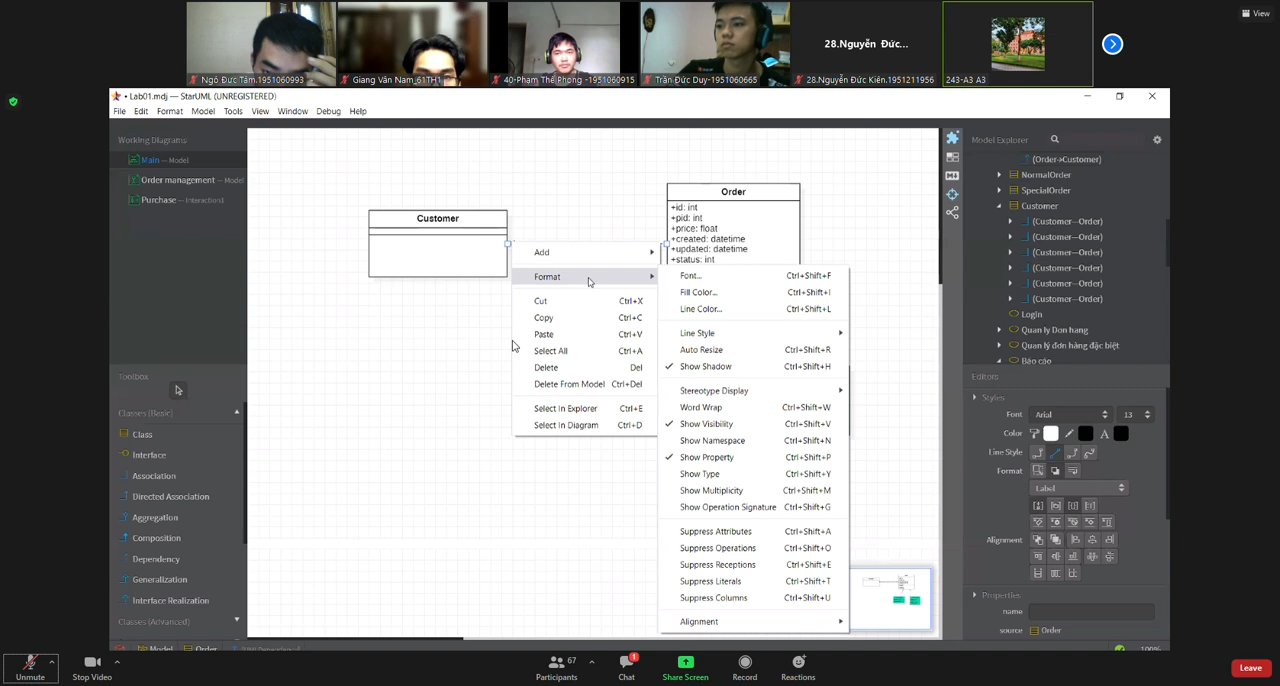 View
Ngô Đức Tâm.1951060993
Giang Văn Nam_61TH1
40-Phạm Thế Phong -1951060915
Trần Đức Duy-1951060665
28.Nguyễn Đức...
28.Nguyễn Đức Kiên.1951211956
243-A3 A3
• Lab01.mdj — StarUML (UNREGISTERED)
File Edit Format Model Tools View Window Debug Help
Working Diagrams
Main — Model
Order management — Model
Purchase — Interaction1
Toolbox
Classes (Basic)
Class
Interface
Association
Directed Association
Aggregation
Composition
Dependency
Generalization
Interface Realization
Classes (Advanced)
Customer
Order
+id: int
+pid: int
+price: float
+created: datetime
+updated: datetime
+status: int
Add
Format
Cut Ctrl+X
Copy Ctrl+C
Paste Ctrl+V
Select All Ctrl+A
Delete Del
Delete From Model Ctrl+Del
Select In Explorer Ctrl+E
Select In Diagram Ctrl+D
Font... Ctrl+Shift+F
Fill Color... Ctrl+Shift+I
Line Color... Ctrl+Shift+L
Line Style
Auto Resize Ctrl+Shift+R
Show Shadow Ctrl+Shift+H
Stereotype Display
Word Wrap Ctrl+Shift+W
Show Visibility Ctrl+Shift+V
Show Namespace Ctrl+Shift+N
Show Property Ctrl+Shift+P
Show Type Ctrl+Shift+Y
Show Multiplicity Ctrl+Shift+M
Show Operation Signature Ctrl+Shift+G
Suppress Attributes Ctrl+Shift+A
Suppress Operations Ctrl+Shift+O
Suppress Receptions Ctrl+Shift+E
Suppress Literals Ctrl+Shift+T
Suppress Columns Ctrl+Shift+U
Alignment
Model Explorer
(Order→Customer)
NormalOrder
SpecialOrder
Customer
(Customer—Order)
(Customer—Order)
(Customer—Order)
(Customer—Order)
(Customer—Order)
(Customer—Order)
Login
Quan ly Don hang
Quản lý đơn hàng đặc biệt
Báo cáo
Editors
Styles
Font Arial 13
Color A
Line Style
Format
Label
Alignment
Properties
name
source Order
Model Order
100%
Unmute
Stop Video
67
Participants
1
Chat
Share Screen
Record
Reactions
Leave